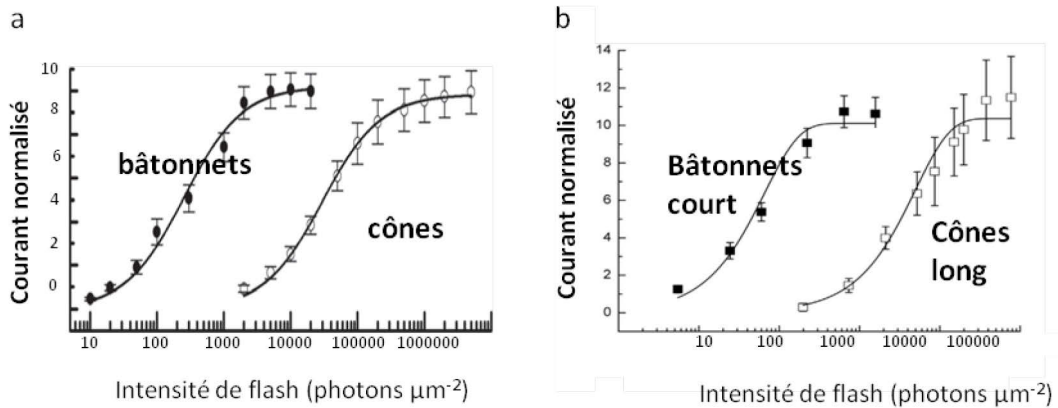 a
Courant normalisé
10
8
6
4
2
0
bâtonnets
cônes
10 100 1000 10000 100000 1000000
Intensité de flash (photons µm-2)
b
Courant normalisé
14
12
10
8
6
4
2
0
Bâtonnets
court
Cônes
long
10 100 1000 10000 100000
Intensité de flash (photons µm-2)